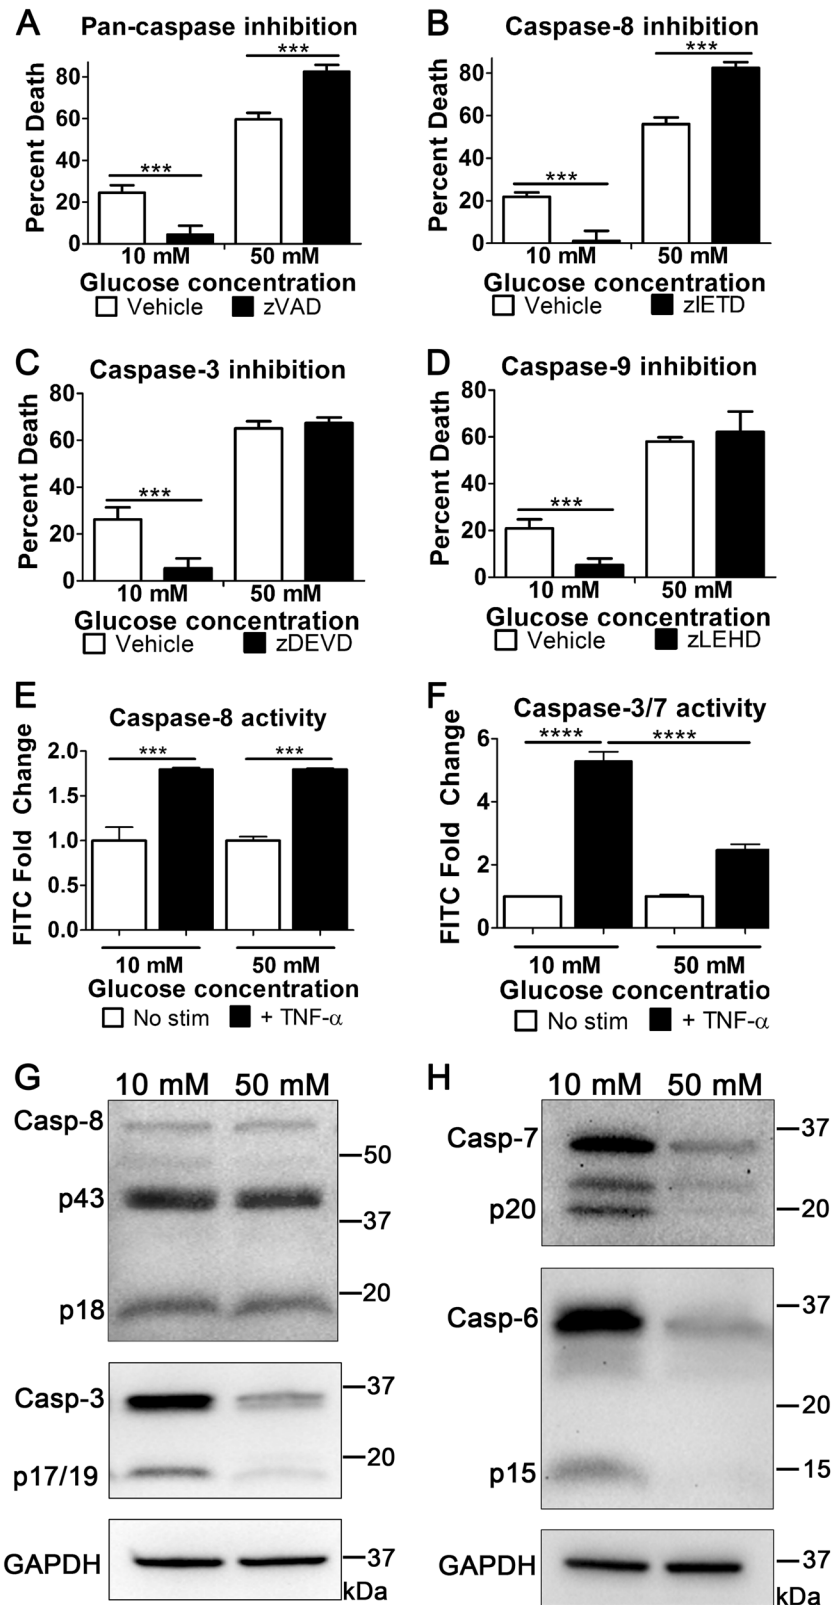 A
Pan-caspase inhibition
***
***
80
60
40
20
0
Percent Death
10 mM 50 mM
Glucose concentration
Vehicle zVAD
B
Caspase-8 inhibition
***
***
80
60
40
20
0
Percent Death
10 mM 50 mM
Glucose concentration
Vehicle zIETD
C
Caspase-3 inhibition
***
80
60
40
20
0
Percent Death
10 mM 50 mM
Glucose concentration
Vehicle zDEVD
D
Caspase-9 inhibition
***
80
60
40
20
0
Percent Death
10 mM 50 mM
Glucose concentration
Vehicle zLEHD
E
Caspase-8 activity
*** ***
2.0
1.5
1.0
0.5
0.0
FITC Fold Change
10 mM 50 mM
Glucose concentration
No stim + TNF-α
F
Caspase-3/7 activity
**** ****
6
4
2
0
FITC Fold Change
10 mM 50 mM
Glucose concentratio
No stim + TNF-α
G
10 mM 50 mM
Casp-8
50
p43
37
20
p18
37
Casp-3
20
p17/19
GAPDH
37
kDa
H
10 mM 50 mM
37
Casp-7
p20
20
37
Casp-6
20
p15
15
GAPDH
37
kDa